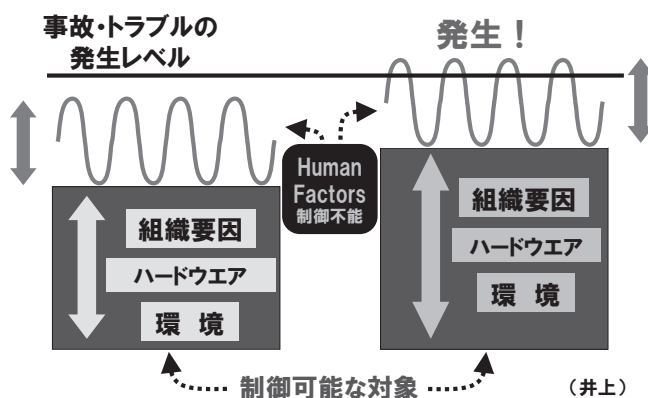 事故・トラブルの
発生レベル
発生！
Human
Factors
制御不能
組織要因
ハードウエア
環 境
組織要因
ハードウエア
環 境
制御可能な対象
（井上）